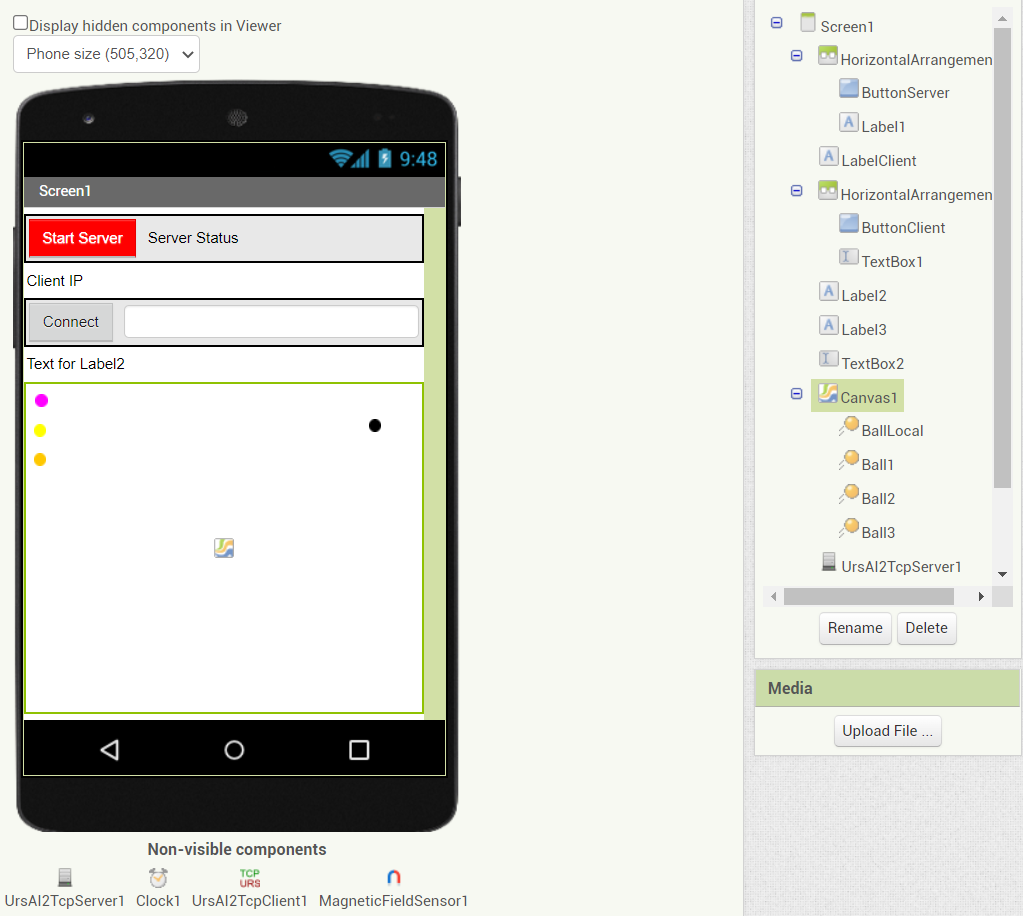 Display hidden components in Viewer
Phone size (505,320)
9:48
Screen1
Start Server
Server Status
Client IP
Connect
Text for Label2
Non-visible components
UrsAI2TcpServer1
Clock1
TCP
URS
UrsAI2TcpClient1
MagneticFieldSensor1
Screen1
HorizontalArrangemen
ButtonServer
A Label1
A LabelClient
HorizontalArrangemen
ButtonClient
I TextBox1
A Label2
A Label3
I TextBox2
Canvas1
BallLocal
Ball1
Ball2
Ball3
UrsAI2TcpServer1
Rename
Delete
Media
Upload File ...